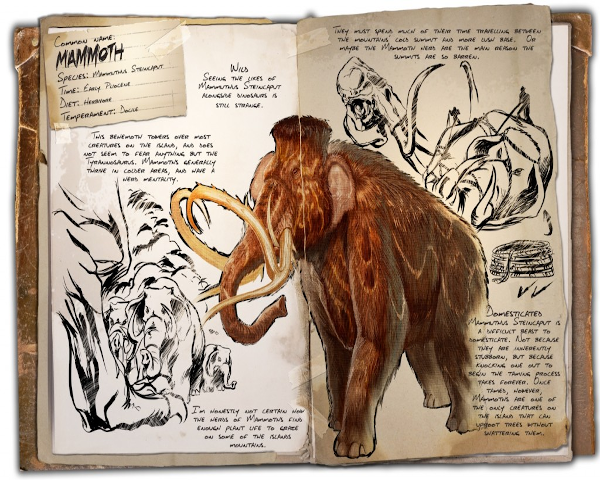 Common name:
MAMMOTH
Species: Mammuthus Steincaput
Time: Early Pliocene
Diet: Herbivore
Temperament: Docile
Wild
Seeing the likes of
Mammuthus Steincaput
alongside dinosaurs is
still strange.
This behemoth towers over most
creatures on the island, and does
not seem to fear anything but the
Tyrannosaurus. Mammoths generally
thrive in colder areas, and have a
herd mentality.
I'm honestly not certain how
the herds of Mammoths find
enough plant life to graze
on some of the islands
mountains.
They must spend much of their time travelling between
the mountains' cold summit and more lush base. Or
maybe the Mammoth herd are the main reason the
summits are so barren.
Domesticated
Mammuthus Steincaput is
a difficult beast to
domesticate. Not because
they are inherently
stubborn, but because
knocking one out to
begin the taming process
takes forever. Once
tamed, however,
Mammoths are one of
the only creatures on
the island that can
uproot trees without
shattering them.